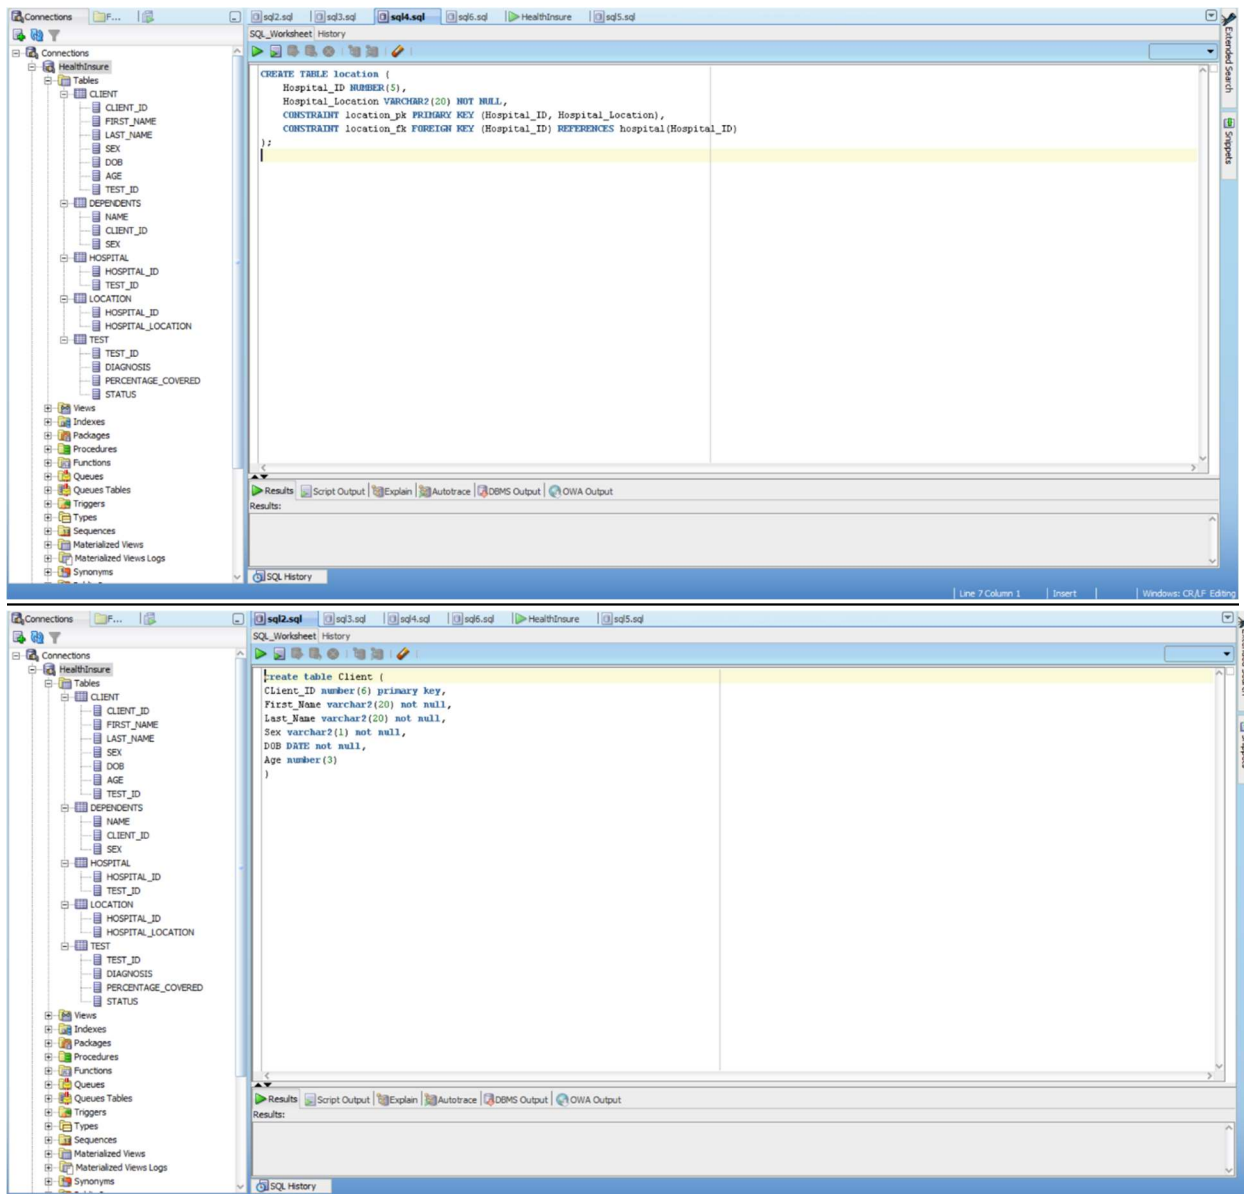 Connections F...
Connections
HealthInsure
Tables
CLIENT
CLIENT_ID
FIRST_NAME
LAST_NAME
SEX
DOB
AGE
TEST_ID
DEPENDENTS
NAME
CLIENT_ID
SEX
HOSPITAL
HOSPITAL_ID
TEST_ID
LOCATION
HOSPITAL_ID
HOSPITAL_LOCATION
TEST
TEST_ID
DIAGNOSIS
PERCENTAGE_COVERED
STATUS
Views
Indexes
Packages
Procedures
Functions
Queues
Queues Tables
Triggers
Types
Sequences
Materialized Views
Materialized Views Logs
Synonyms
sql2.sql sql3.sql sql4.sql sql6.sql HealthInsure sql5.sql
SQL_Worksheet History
CREATE TABLE location (
Hospital_ID NUMBER(5),
Hospital_Location VARCHAR2(20) NOT NULL,
CONSTRAINT location_pk PRIMARY KEY (Hospital_ID, Hospital_Location),
CONSTRAINT location_fk FOREIGN KEY (Hospital_ID) REFERENCES hospital(Hospital_ID)
);
Results Script Output Explain Autotrace DBMS Output OWA Output
Results:
SQL History
Extended Search
Snippets
Line 7 Column 1 Insert Windows: CR/LF Editing
Connections F...
Connections
HealthInsure
Tables
CLIENT
CLIENT_ID
FIRST_NAME
LAST_NAME
SEX
DOB
AGE
TEST_ID
DEPENDENTS
NAME
CLIENT_ID
SEX
HOSPITAL
HOSPITAL_ID
TEST_ID
LOCATION
HOSPITAL_ID
HOSPITAL_LOCATION
TEST
TEST_ID
DIAGNOSIS
PERCENTAGE_COVERED
STATUS
Views
Indexes
Packages
Procedures
Functions
Queues
Queues Tables
Triggers
Types
Sequences
Materialized Views
Materialized Views Logs
Synonyms
sql2.sql sql3.sql sql4.sql sql6.sql HealthInsure sql5.sql
SQL_Worksheet History
create table Client (
CLient_ID number(6) primary key,
First_Name varchar2(20) not null,
Last_Name varchar2(20) not null,
Sex varchar2(1) not null,
DOB DATE not null,
Age number(3)
)
Results Script Output Explain Autotrace DBMS Output OWA Output
Results:
SQL History